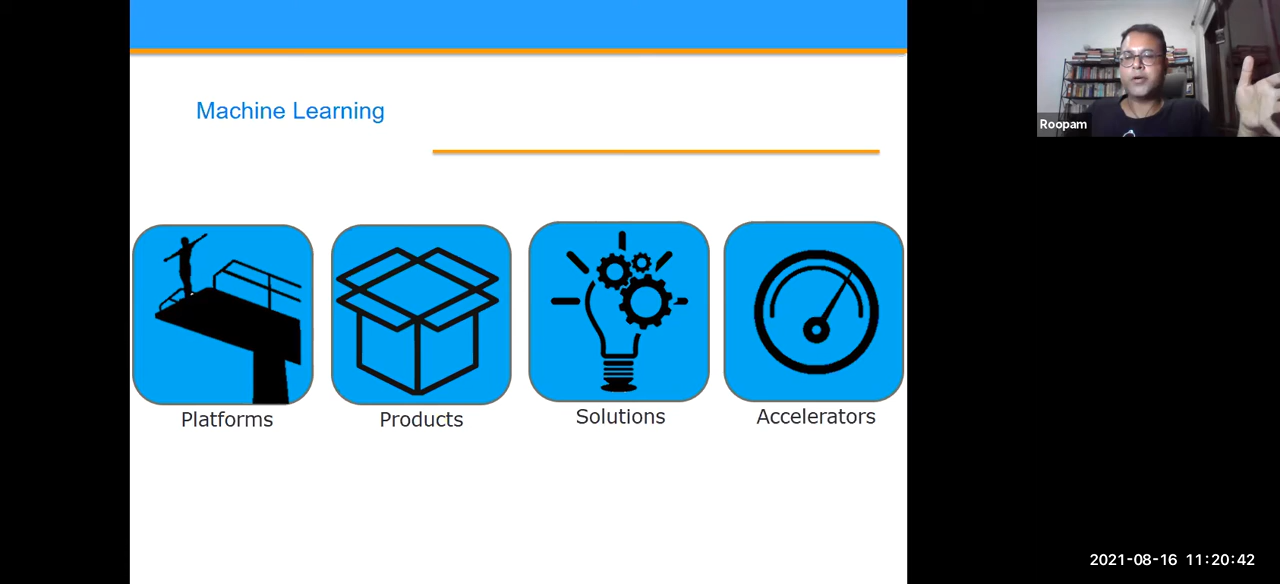 Machine Learning
Roopam
Platforms
Products
Solutions
Accelerators
2021-08-16 11:20:42